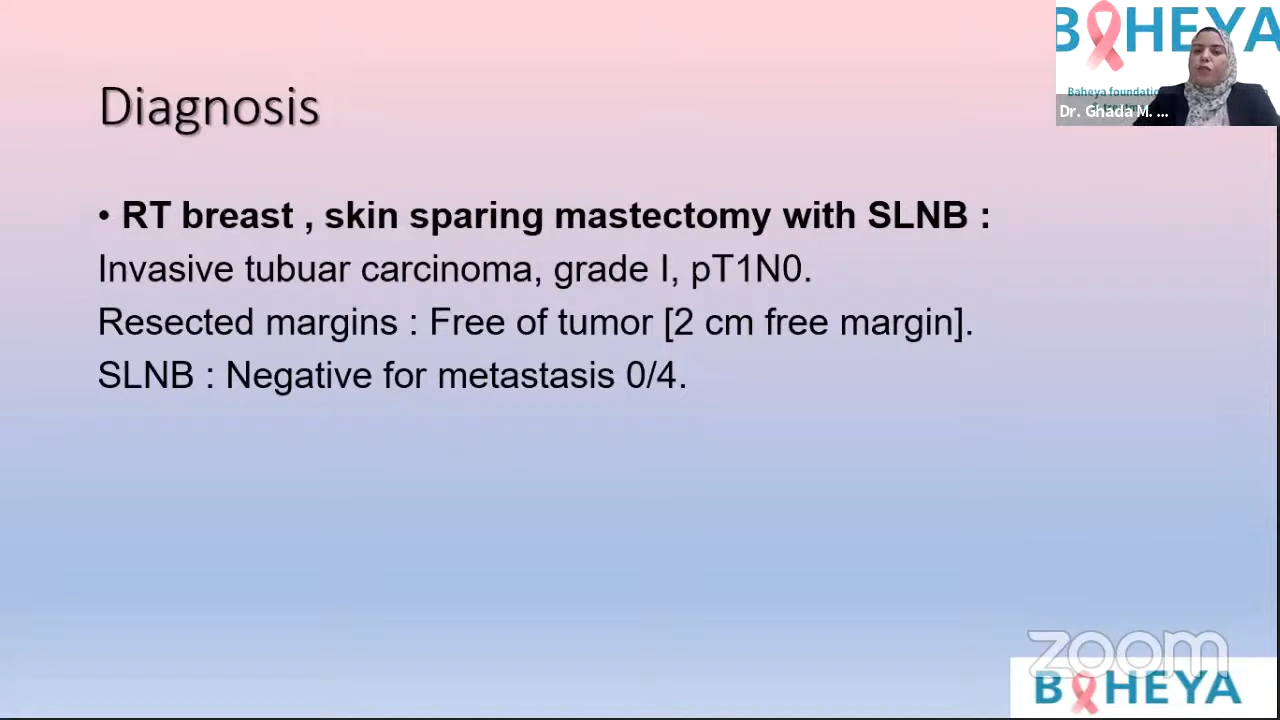 BAHEYA
Baheya foundatio
Dr. Ghada M. ...
Diagnosis
• RT breast , skin sparing mastectomy with SLNB :
Invasive tubuar carcinoma, grade I, pT1N0.
Resected margins : Free of tumor [2 cm free margin].
SLNB : Negative for metastasis 0/4.
zoom
BAHEYA